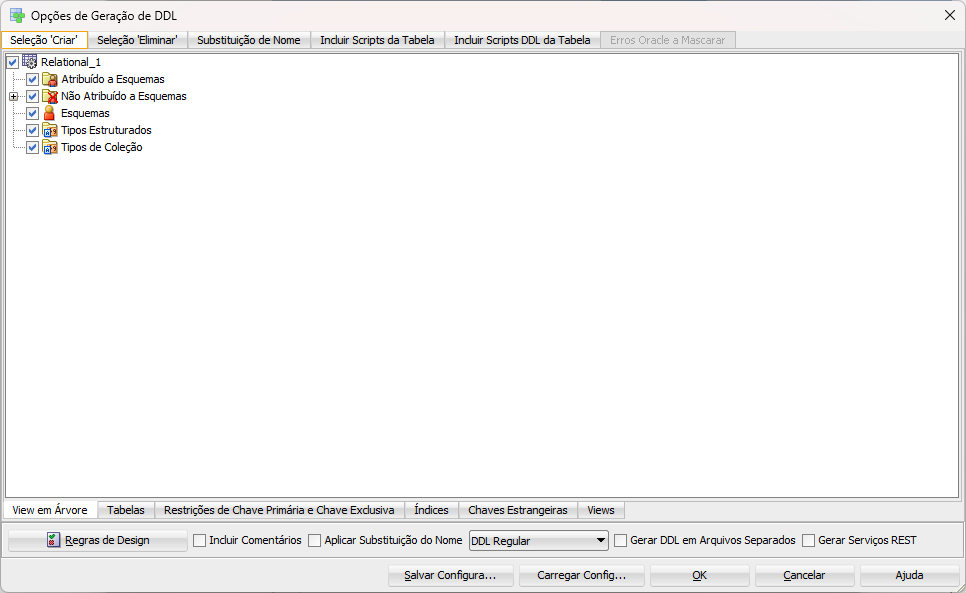 Opções de Geração de DDL
Seleção 'Criar' Seleção 'Eliminar' Substituição de Nome Incluir Scripts da Tabela Incluir Scripts DDL da Tabela Erros Oracle a Mascarar
Relational_1
Atribuído a Esquemas
Não Atribuído a Esquemas
Esquemas
Tipos Estruturados
Tipos de Coleção
View em Árvore Tabelas Restrições de Chave Primária e Chave Exclusiva Índices Chaves Estrangeiras Views
Regras de Design Incluir Comentários Aplicar Substituição do Nome DDL Regular Gerar DDL em Arquivos Separados Gerar Serviços REST
Salvar Configura... Carregar Config... OK Cancelar Ajuda